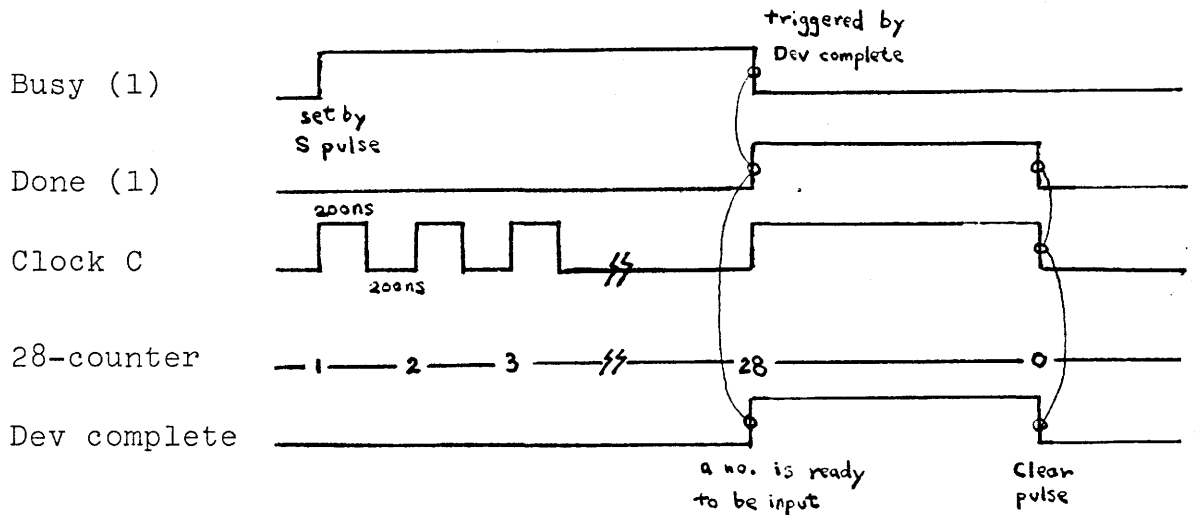 triggered by
Dev complete
Busy (1)
set by
S pulse
Done (1)
200ns
Clock C
200ns
28-counter
1 2 3 28 0
Dev complete
a no. is ready
to be input
Clear
pulse